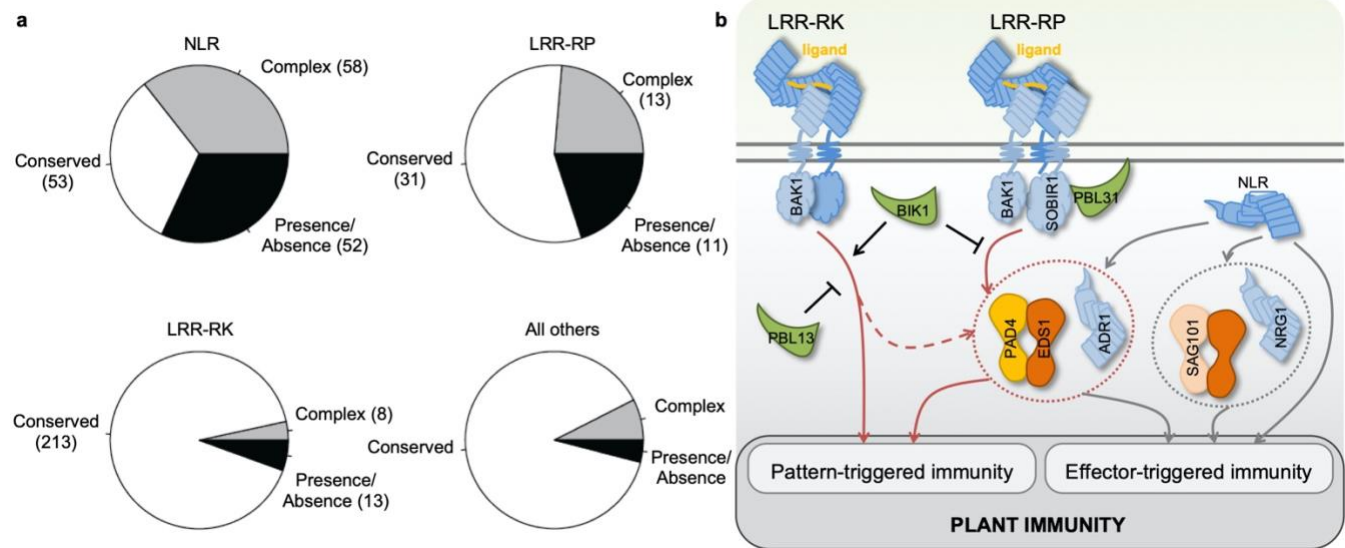 a
NLR
Complex (58)
Conserved
(53)
Presence/
Absence (52)
LRR-RP
Complex
(13)
Conserved
(31)
Presence/
Absence (11)
LRR-RK
Conserved
(213)
Complex (8)
Presence/
Absence (13)
All others
Complex
Conserved
Presence/
Absence
b
LRR-RK
ligand
LRR-RP
ligand
BAK1
BIK1
BAK1
SOBIR1
PBL31
NLR
PBL13
PAD4
EDS1
ADR1
SAG101
NRG1
Pattern-triggered immunity
Effector-triggered immunity
PLANT IMMUNITY